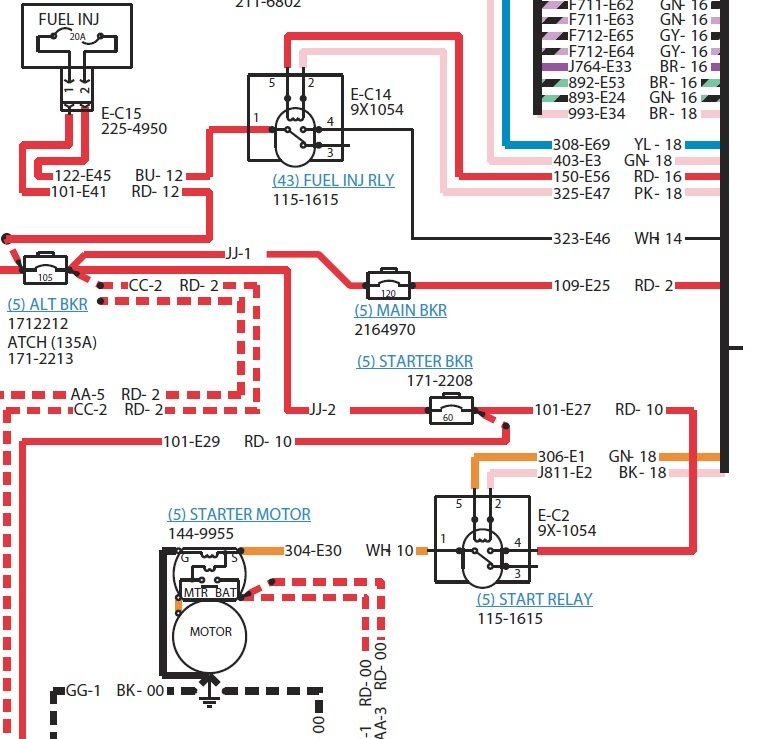 211-6802
FUEL INJ
20A
1 2
E-C15
225-4950
F711-E62 GN- 16
F711-E63 GN- 16
F712-E65 GY- 16
F712-E64 GY- 16
J764-E33 BR- 16
892-E53 BR- 16
893-E24 GN- 16
993-E34 BR- 18
5 2
1 4
3
E-C14
9X1054
(43) FUEL INJ RLY
115-1615
308-E69 YL - 18
403-E3 GN- 18
150-E56 RD- 16
325-E47 PK- 18
122-E45 BU- 12
101-E41 RD- 12
323-E46 WH 14
JJ-1
105
CC-2 RD- 2
120
109-E25 RD- 2
(5) ALT BKR
1712212
ATCH (135A)
171-2213
(5) MAIN BKR
2164970
(5) STARTER BKR
171-2208
AA-5 RD- 2
CC-2 RD- 2
JJ-2
60
101-E27 RD- 10
101-E29 RD- 10
306-E1 GN- 18
J811-E2 BK- 18
(5) STARTER MOTOR
144-9955
5 2
1 4
3
E-C2
9X-1054
304-E30 WH 10
G S
MTR BAT
MOTOR
(5) START RELAY
115-1615
GG-1 BK- 00
00
-1 RD- 00
AA-3 RD- 00